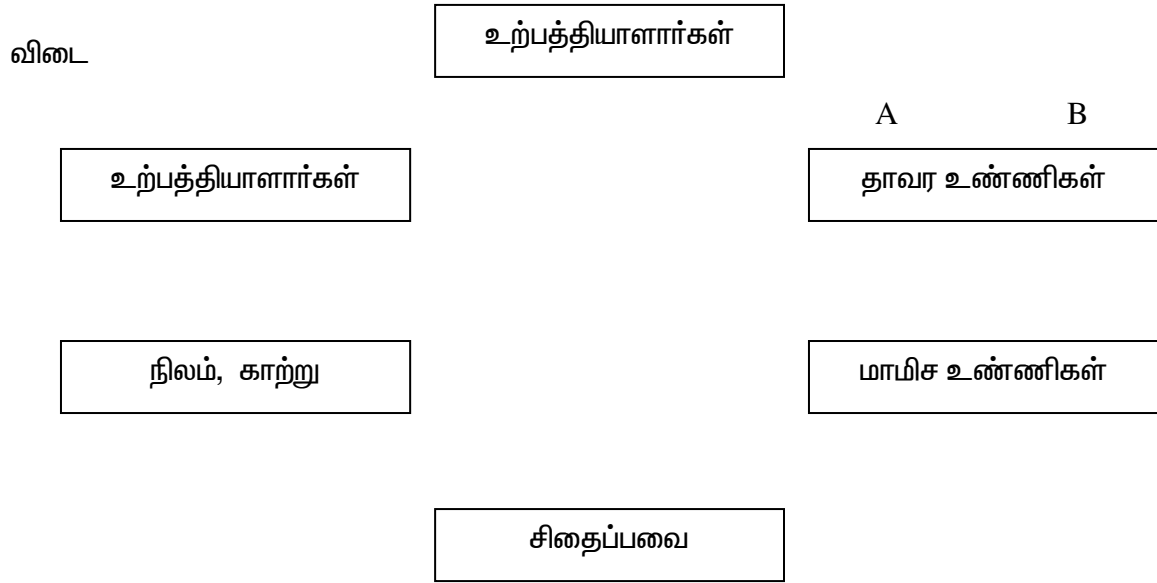 உற்பத்தியாளார்கள்
விடை
A B
உற்பத்தியாளார்கள் தாவர உண்ணிகள்
நிலம், காற்று மாமிச உண்ணிகள்
சிதைப்பவை